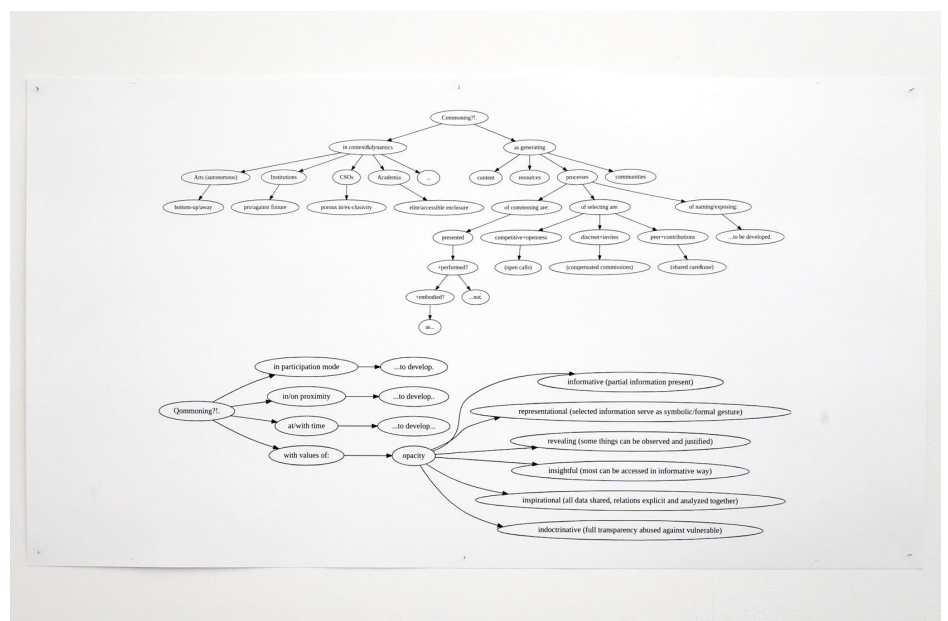 Commoning?!.
in context&dynamics
as generating
Arts (autonomous)
Institutions
CSOs
Academia
...
content
resources
processes
communities
bottom-up/away
pro/against fixture
porous in/ex-clusivity
elite/accessible enclosure
of commoning are:
of selecting are:
of naming/exposing:
presented
competitive+openness
discreet+invites
peer+contributions
...to be developed.
+performed?
(open calls)
(compensated commissions)
(shared care&use)
+embodied?
...not.
as...
Qommoning?!.
in participation mode
...to develop.
in/on proximity
...to develop..
at/with time
...to develop...
with values of:
opacity
informative (partial information present)
representational (selected information serve as symbolic/formal gesture)
revealing (some things can be observed and justified)
insightful (most can be accessed in informative way)
inspirational (all data shared, relations explicit and analyzed together)
indoctrinative (full transparency abused against vulnerable)